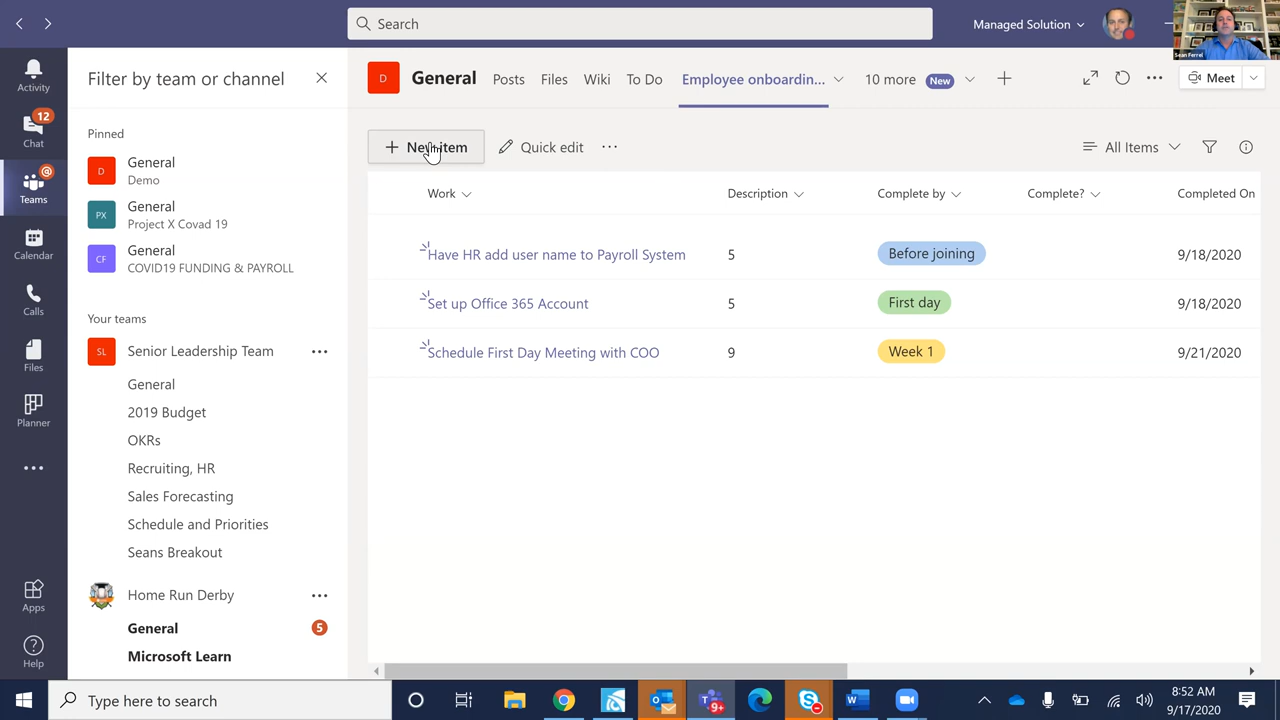 Search
Managed Solution
Sean Ferrel
Activity
12
Chat
Teams
Calendar
Calls
Files
Planner
Apps
Help
Filter by team or channel
Pinned
D
General
Demo
PX
General
Project X Covad 19
CF
General
COVID19 FUNDING & PAYROLL
Your teams
SL
Senior Leadership Team
General
2019 Budget
OKRs
Recruiting, HR
Sales Forecasting
Schedule and Priorities
Seans Breakout
Home Run Derby
General
5
Microsoft Learn
D
General
Posts
Files
Wiki
To Do
Employee onboardin...
10 more
New
Meet
New item
Quick edit
All Items
Work Description Complete by Complete? Completed On
Have HR add user name to Payroll System 5 Before joining 9/18/2020
Set up Office 365 Account 5 First day 9/18/2020
Schedule First Day Meeting with COO 9 Week 1 9/21/2020
Type here to search
9+
8:52 AM
9/17/2020